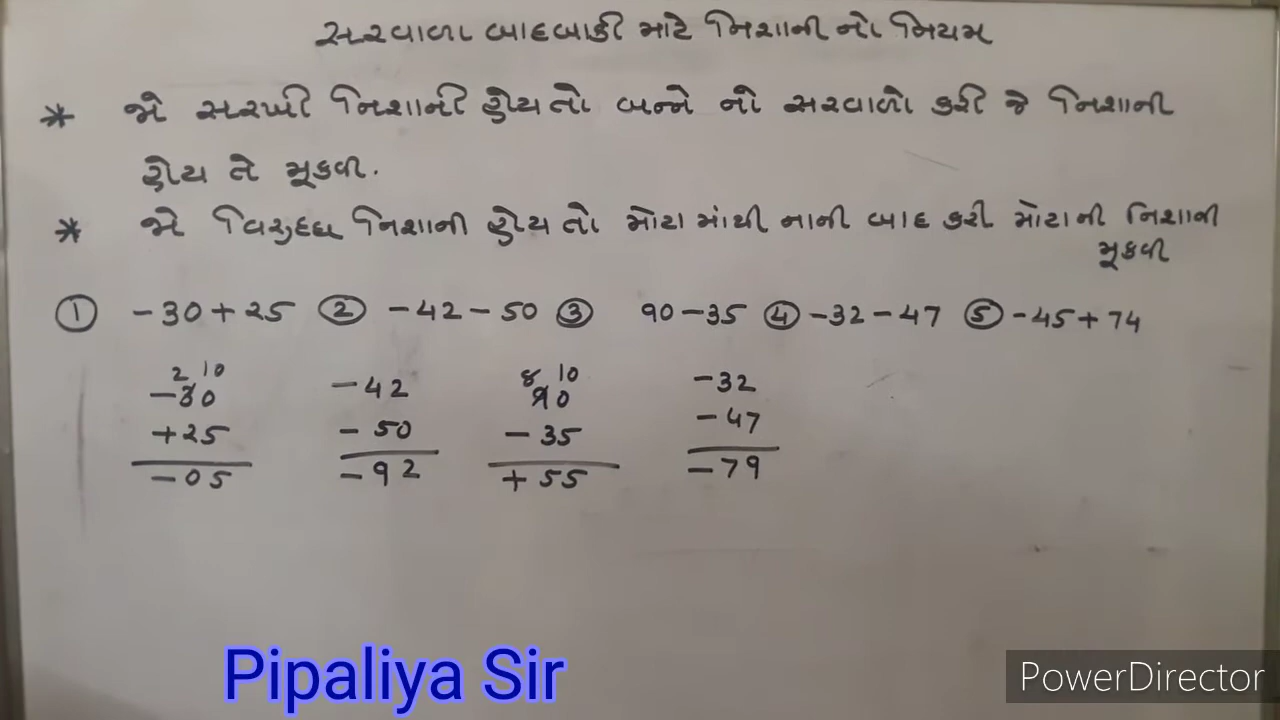 સરવાળા બાદબાકી માટે નિશાની નો નિયમ
* જો સરખી નિશાની હોય તો બન્ને નો સરવાળો કરી જે નિશાની
હોય તે મૂકવી.
* જો વિરુદ્ધ નિશાની હોય તો મોટા માંથી નાની બાદ કરી મોટાની નિશાની
મૂકવી
① -30+25 ② -42-50 ③ 90-35 ④ -32-47 ⑤ -45+74
2 10 8 10
-30 -42 90 -32
+25 -50 -35 -47
-05 -92 +55 -79
Pipaliya Sir
PowerDirector